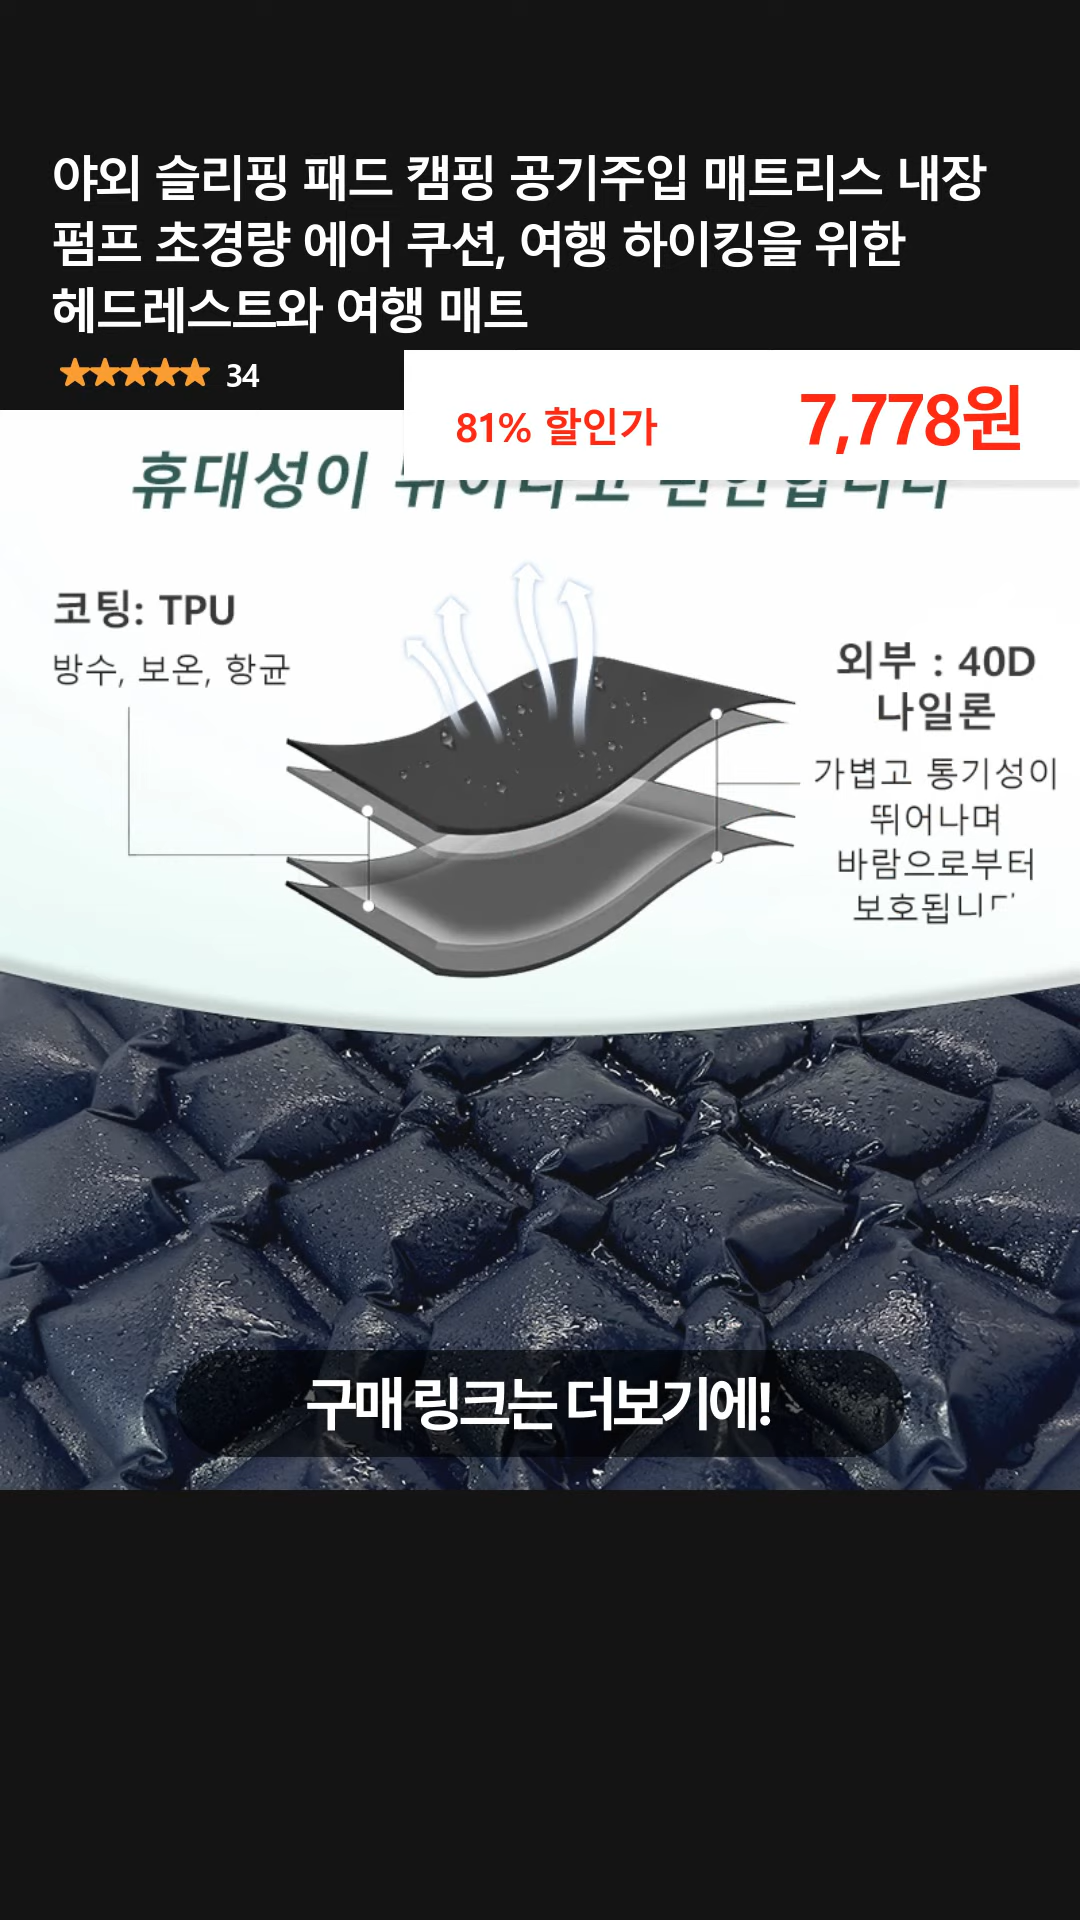 야외 슬리핑 패드 캠핑 공기주입 매트리스 내장
펌프 초경량 에어 쿠션, 여행 하이킹을 위한
헤드레스트와 여행 매트
34
81% 할인가
7,778원
휴대성이
코팅: TPU
방수, 보온, 항균
외부 : 40D
나일론
가볍고 통기성이
뛰어나며
바람으로부터
보호됩니다
구매 링크는 더보기에!